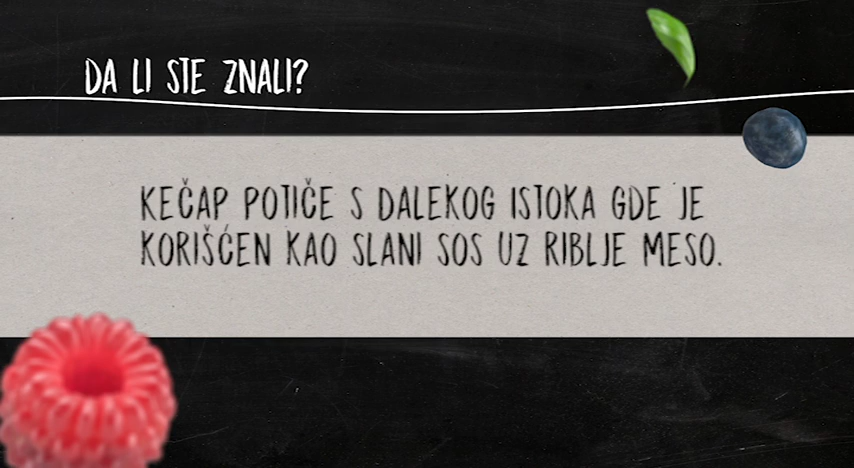 DA LI STE ZNALI?
KEČAP POTIČE S DALEKOG ISTOKA GDE JE
KORIŠĆEN KAO SLANI SOS UZ RIBLJE MESO.